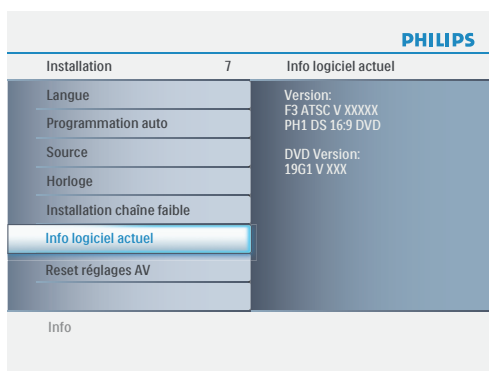 PHILIPS
Installation 7 Info logiciel actuel
Langue
Programmation auto
Source
Horloge
Installation chaîne faible
Info logiciel actuel
Reset réglages AV
Version:
F3 ATSC V XXXXX
PH1 DS 16:9 DVD
DVD Version:
19G1 V XXX
Info